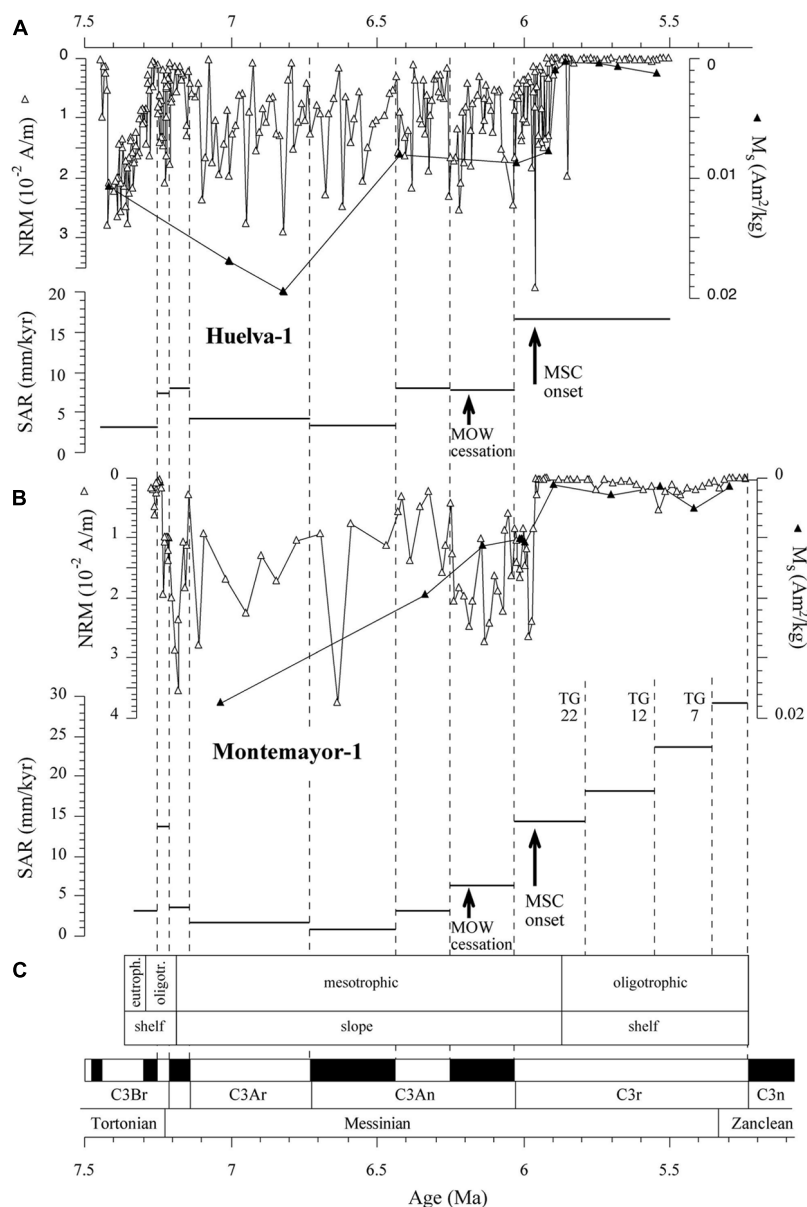 A
7 6.5 6 5.5
0
1
2
3
NRM (10⁻² A/m) △
0
0.01
0.02
▲ Mₛ (Am²/kg)
20
15
10
5
0
SAR (mm/kyr)
Huelva-1
MOW
cessation
MSC
onset
B
0
1
2
3
4
NRM (10⁻² A/m) △
0
0.02
▲ Mₛ (Am²/kg)
30
25
20
15
10
5
0
SAR (mm/kyr)
Montemayor-1
TG
22
TG
12
TG
7
MOW
cessation
MSC
onset
C
eutroph. oligotr. mesotrophic oligotrophic
shelf slope shelf
C3Br C3Ar C3An C3r C3n
Tortonian Messinian Zanclean
7.5 7 6.5 6 5.5
Age (Ma)